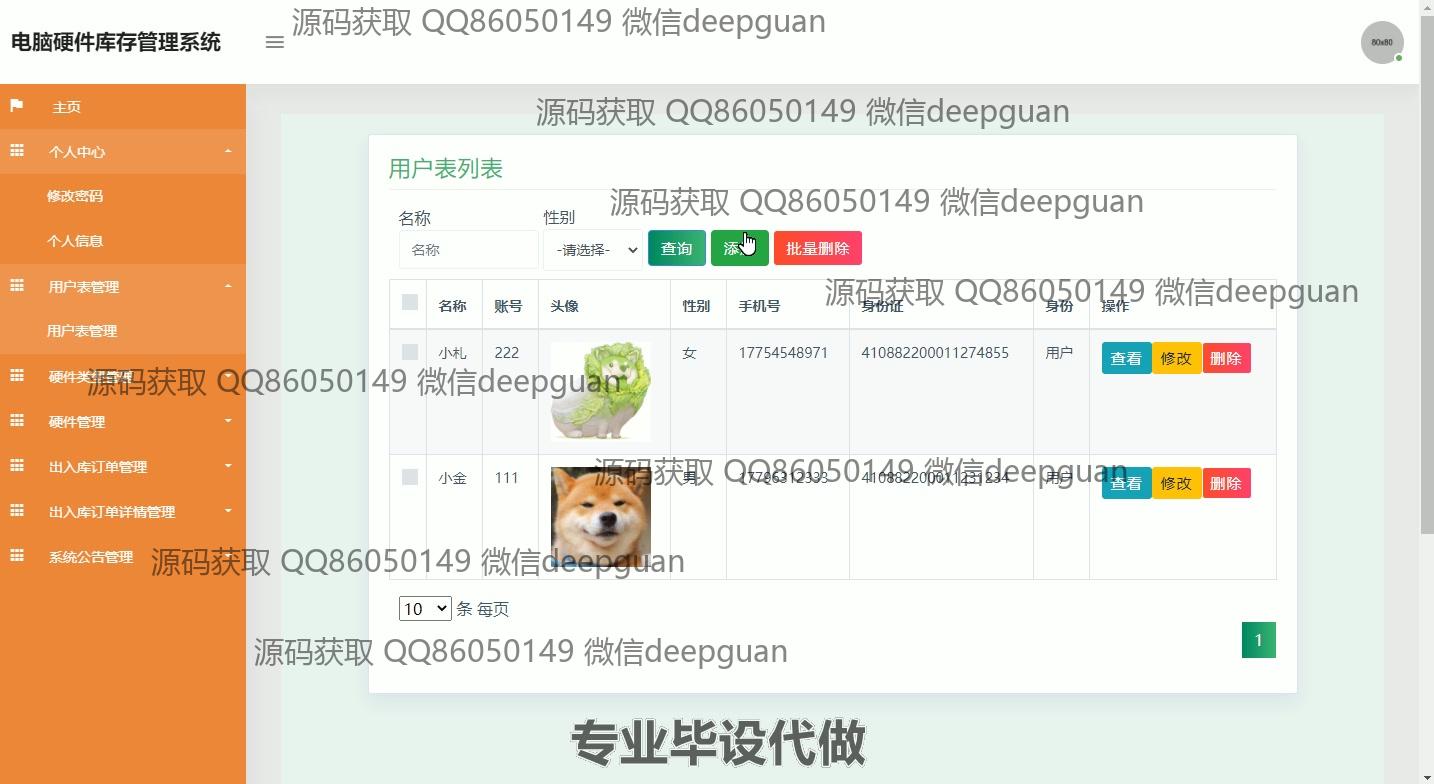 源码获取 QQ86050149 微信deepguan
电脑硬件库存管理系统
80x80
主页
源码获取 QQ86050149 微信deepguan
个人中心
用户表列表
修改密码
源码获取 QQ86050149 微信deepguan
名称
性别
个人信息
名称
-请选择-
查询
批量删除
用户表管理
源码获取 QQ86050149 微信deepguan
名称 账号 头像 性别 手机号 身份证 身份 操作
用户表管理
小札 222 女 17754548971 410882200011274855 用户 查看 修改 删除
源码获取 QQ86050149 微信deepguan
硬件管理
出入库订单管理
源码获取 QQ86050149 微信deepguan
小金 111 男 17796312333 410882200011231234 用户 查看 修改 删除
出入库订单详情管理
系统公告管理
源码获取 QQ86050149 微信deepguan
10 条 每页
1
源码获取 QQ86050149 微信deepguan
专业毕设代做